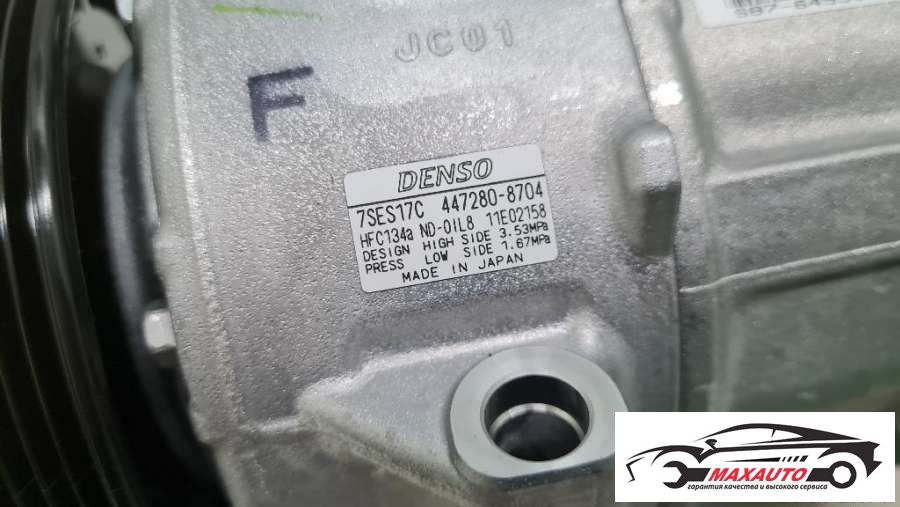 JC01
F
DENSO
7SES17C 447280-8704
HFC134a ND-OIL8 11E02158
DESIGN HIGH SIDE 3.53MPa
PRESS LOW SIDE 1.67MPa
MADE IN JAPAN
MAXAUTO
гарантия качества и высокого сервиса